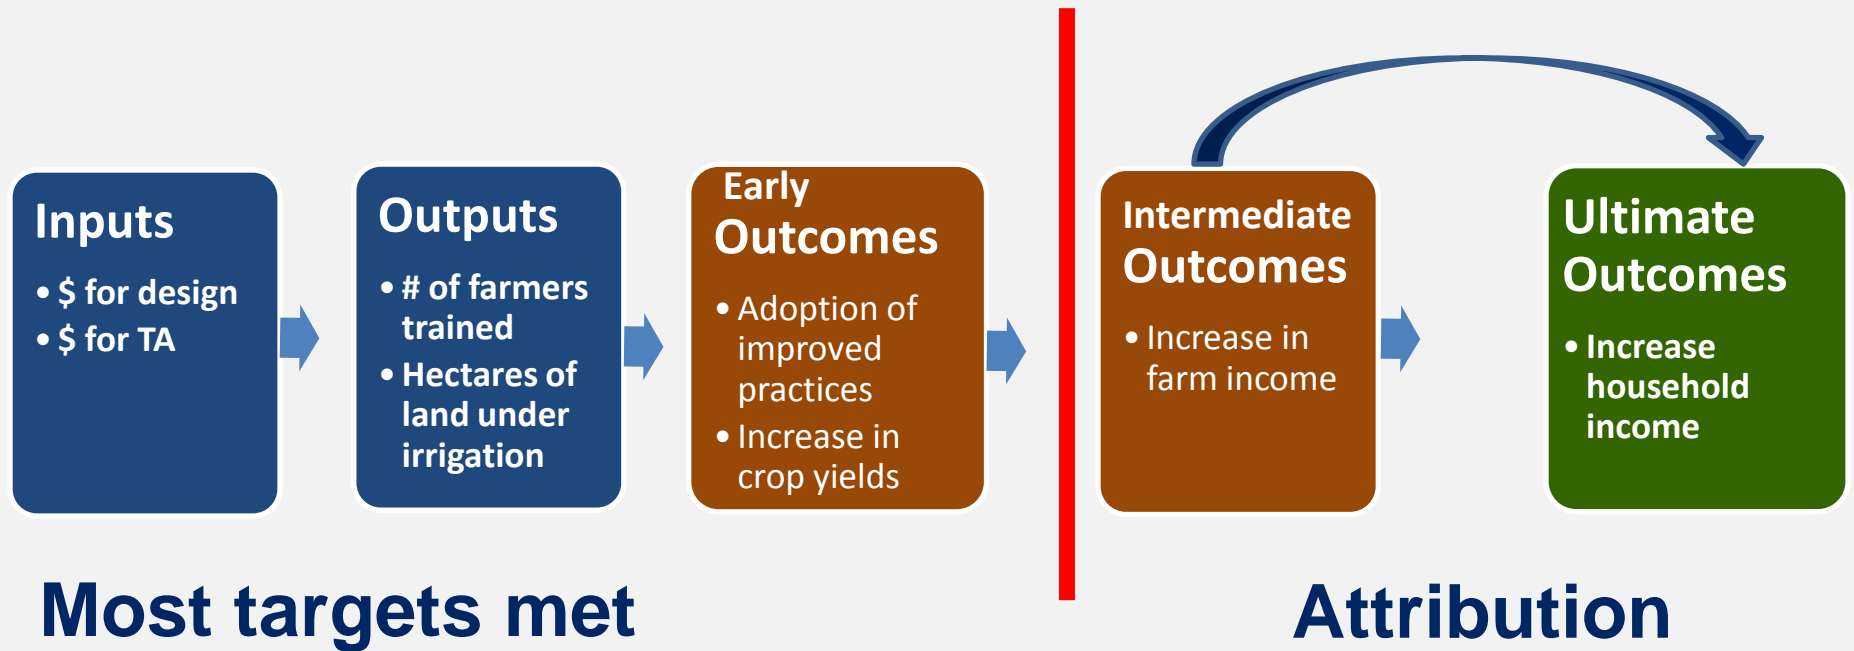 Inputs
• $ for design
• $ for TA
Outputs
• # of farmers
trained
• Hectares of
land under
irrigation
Early
Outcomes
• Adoption of
improved
practices
• Increase in
crop yields
Intermediate
Outcomes
• Increase in
farm income
Ultimate
Outcomes
• Increase
household
income
Most targets met
Attribution